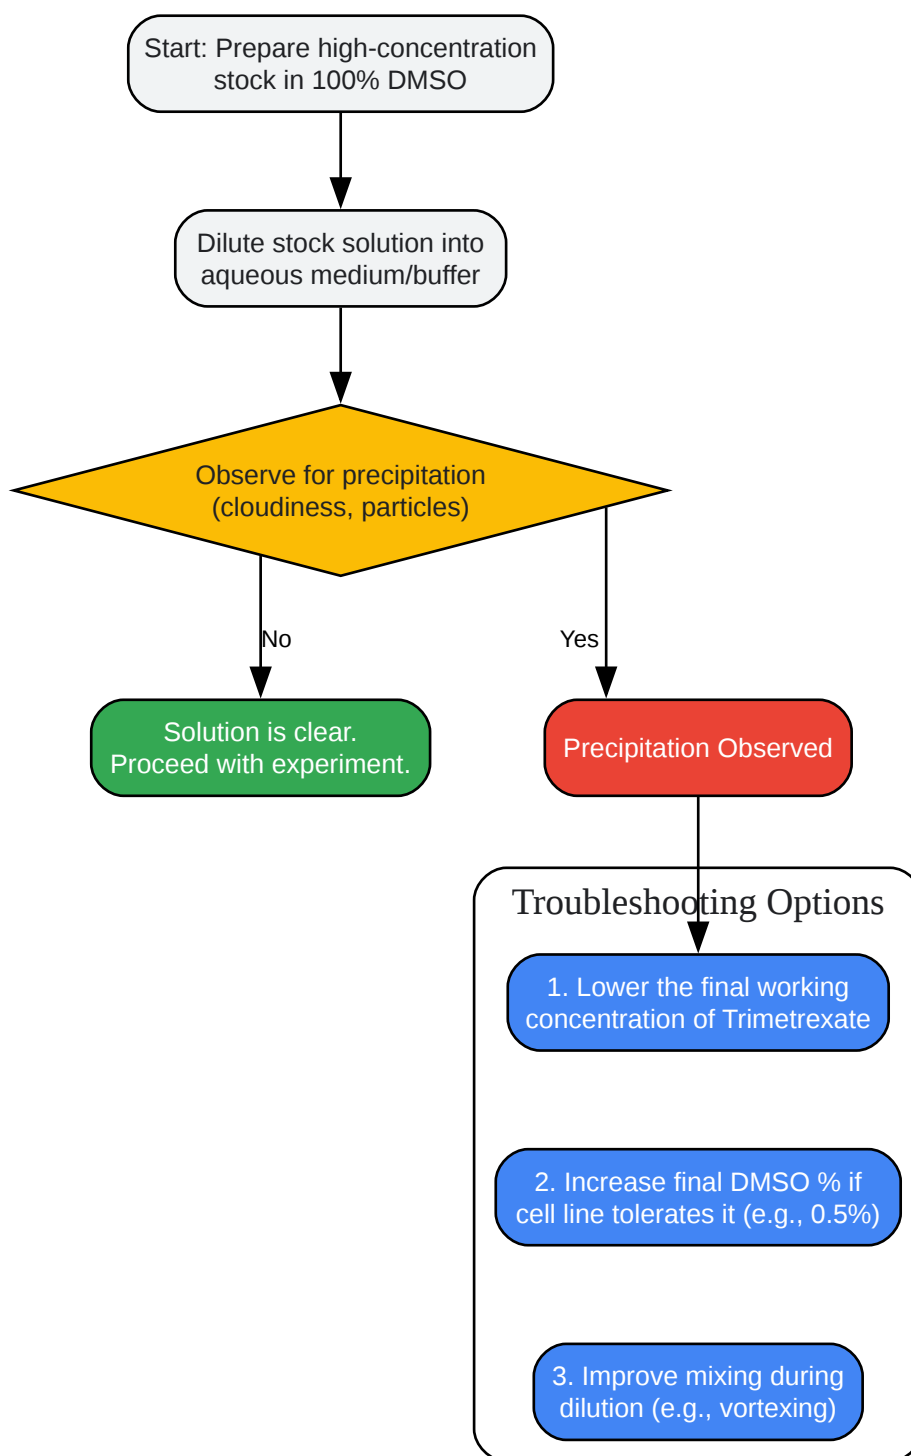 Start: Prepare high-concentration
stock in 100% DMSO
Dilute stock solution into
aqueous medium/buffer
Observe for precipitation
(cloudiness, particles)
No
Yes
Solution is clear.
Proceed with experiment.
Precipitation Observed
Troubleshooting Options
1. Lower the final working
concentration of Trimetrexate
2. Increase final DMSO % if
cell line tolerates it (e.g., 0.5%)
3. Improve mixing during
dilution (e.g., vortexing)